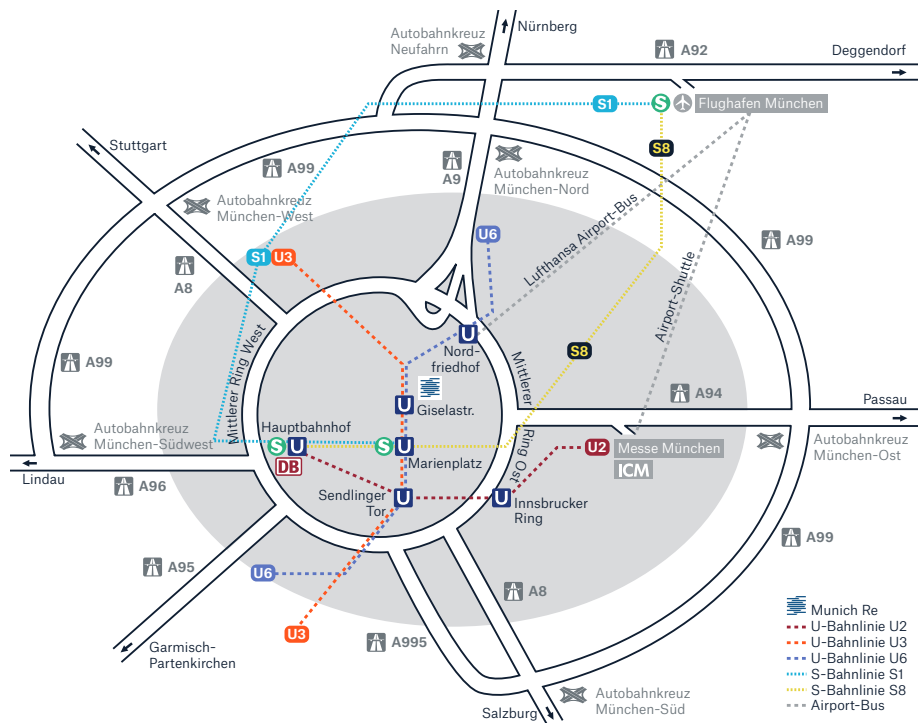 Nürnberg
Autobahnkreuz
Neufahrn
A92
Deggendorf
S1
S
Flughafen München
Stuttgart
A99
A9
Autobahnkreuz
München-Nord
S8
Autobahnkreuz
München-West
Lufthansa Airport-Bus
U6
A99
S1
U3
A8
Airport-Shuttle
U
Nord-
friedhof
Mittlerer Ring West
Mittlerer
Ring Ost
S8
A99
A94
Passau
U
Giselastr.
Hauptbahnhof
S
U
DB
S
U
Marienplatz
U2
Messe München
ICM
Autobahnkreuz
München-Südwest
Autobahnkreuz
München-Ost
Lindau
A96
Sendlinger
Tor
U
U
Innsbrucker
Ring
A99
A95
U6
A8
U3
A995
Garmisch-
Partenkirchen
Autobahnkreuz
München-Süd
Salzburg
Munich Re
U-Bahnlinie U2
U-Bahnlinie U3
U-Bahnlinie U6
S-Bahnlinie S1
S-Bahnlinie S8
Airport-Bus